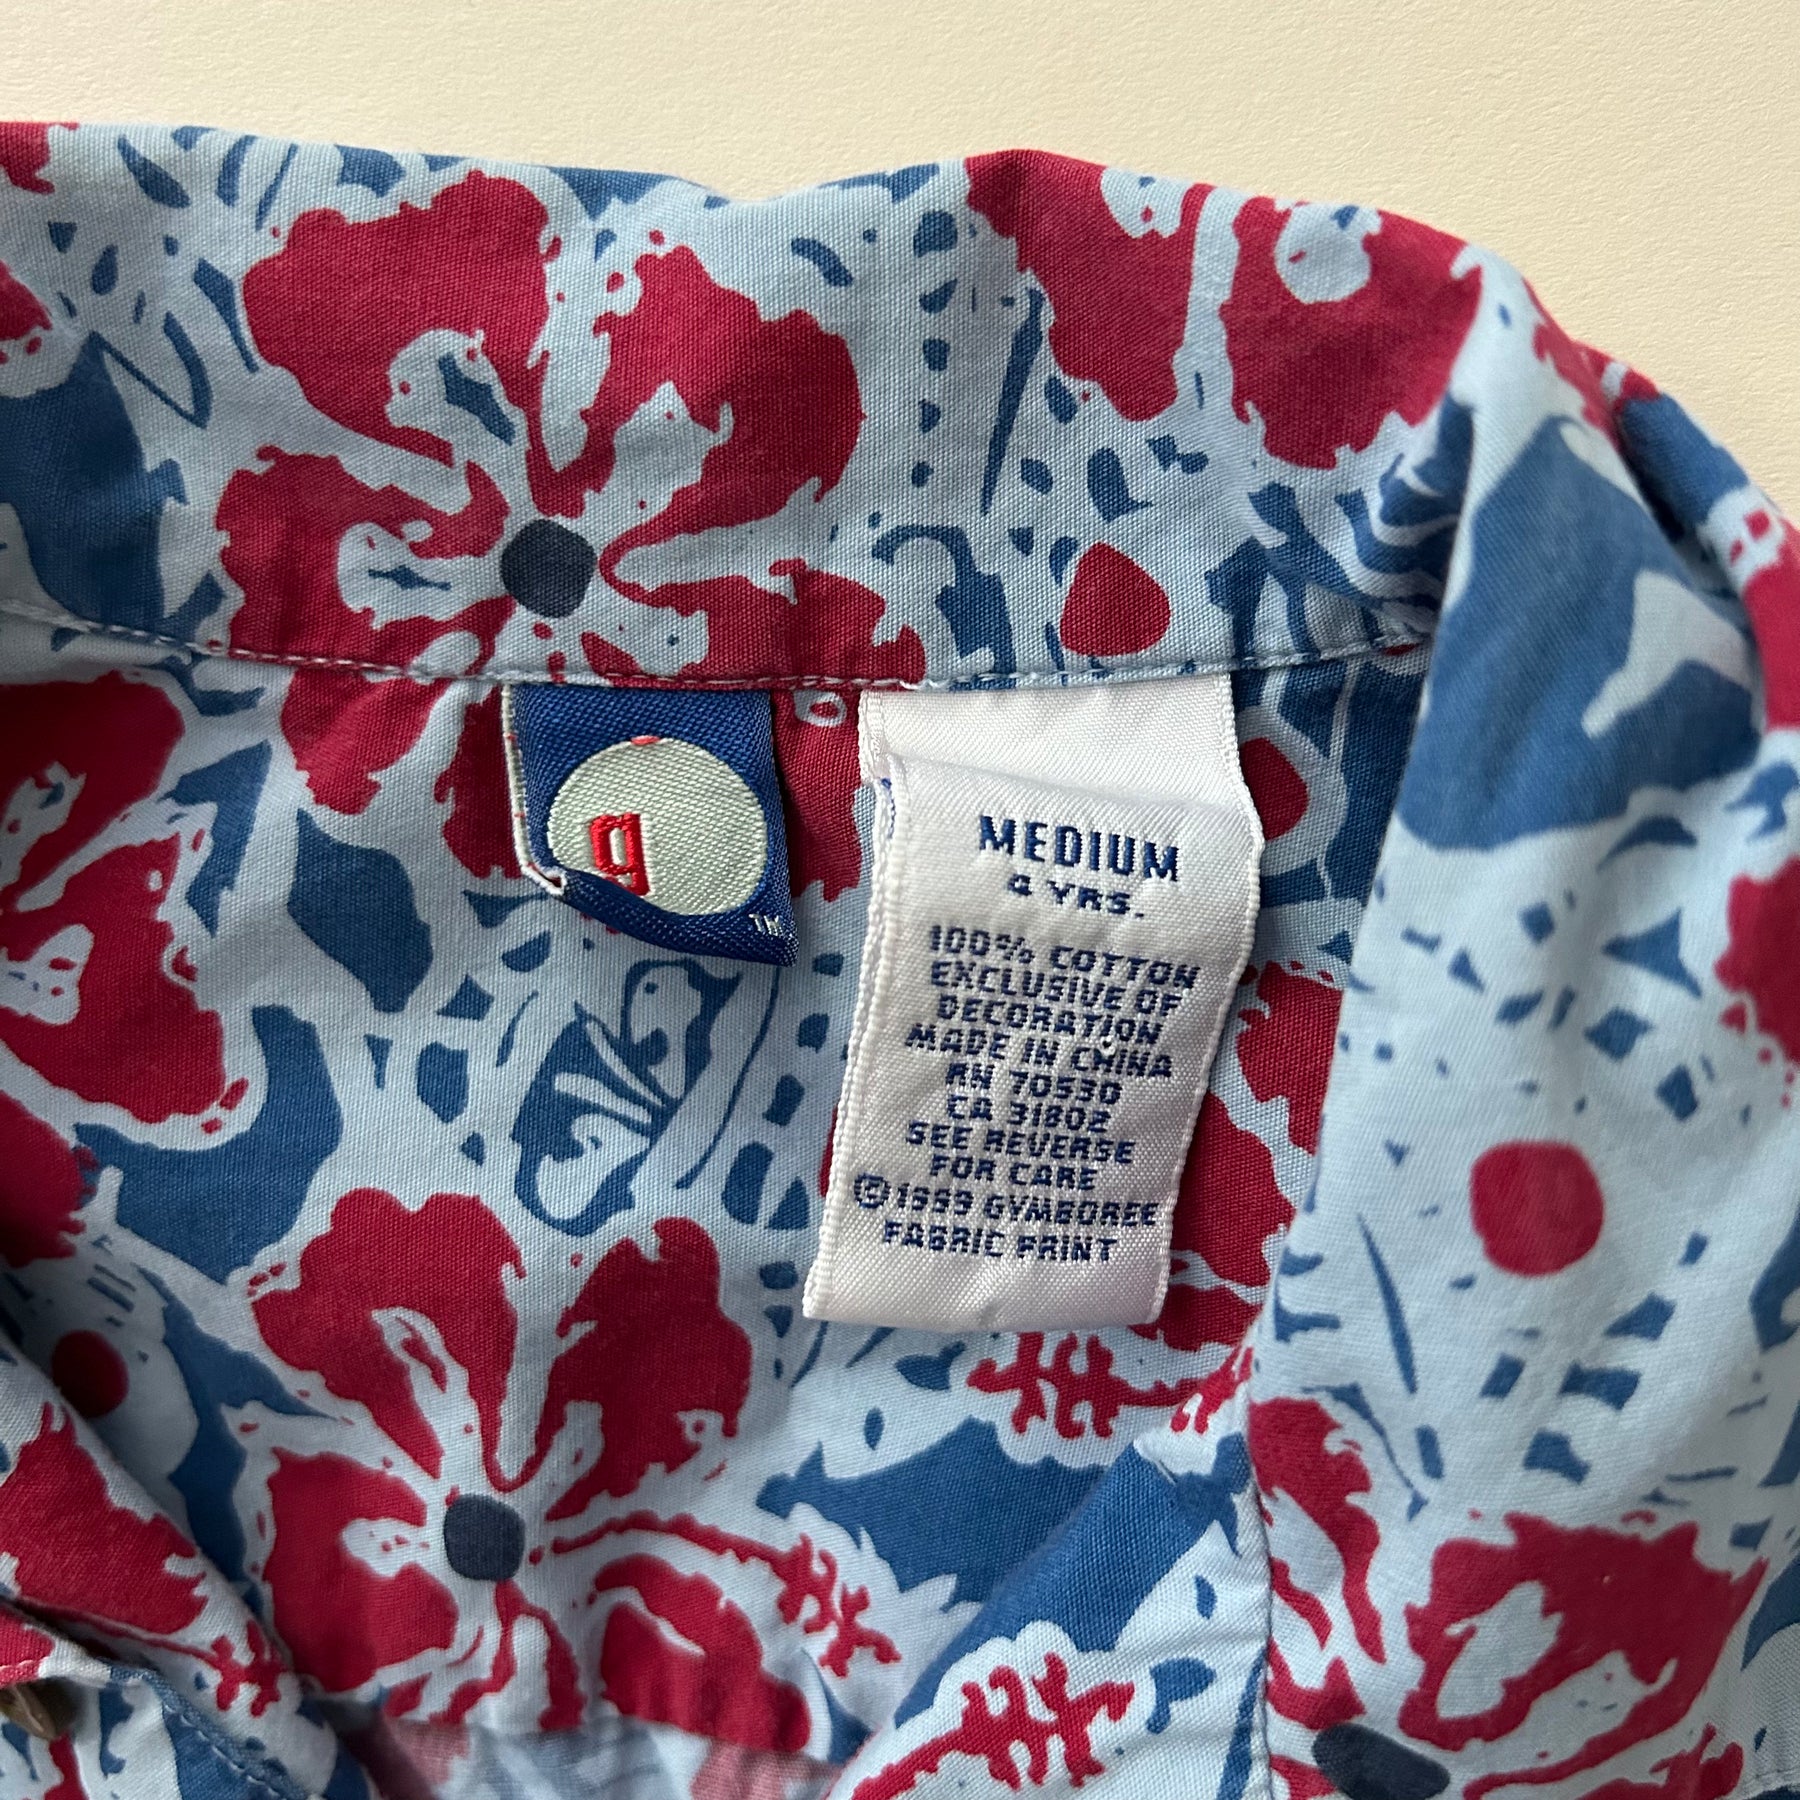 g
TM
MEDIUM
4 YRS.
100% COTTON
EXCLUSIVE OF
DECORATION
MADE IN CHINA
RN 70530
CA 31802
SEE REVERSE
FOR CARE
© 1999 GYMBOREE
FABRIC PRINT